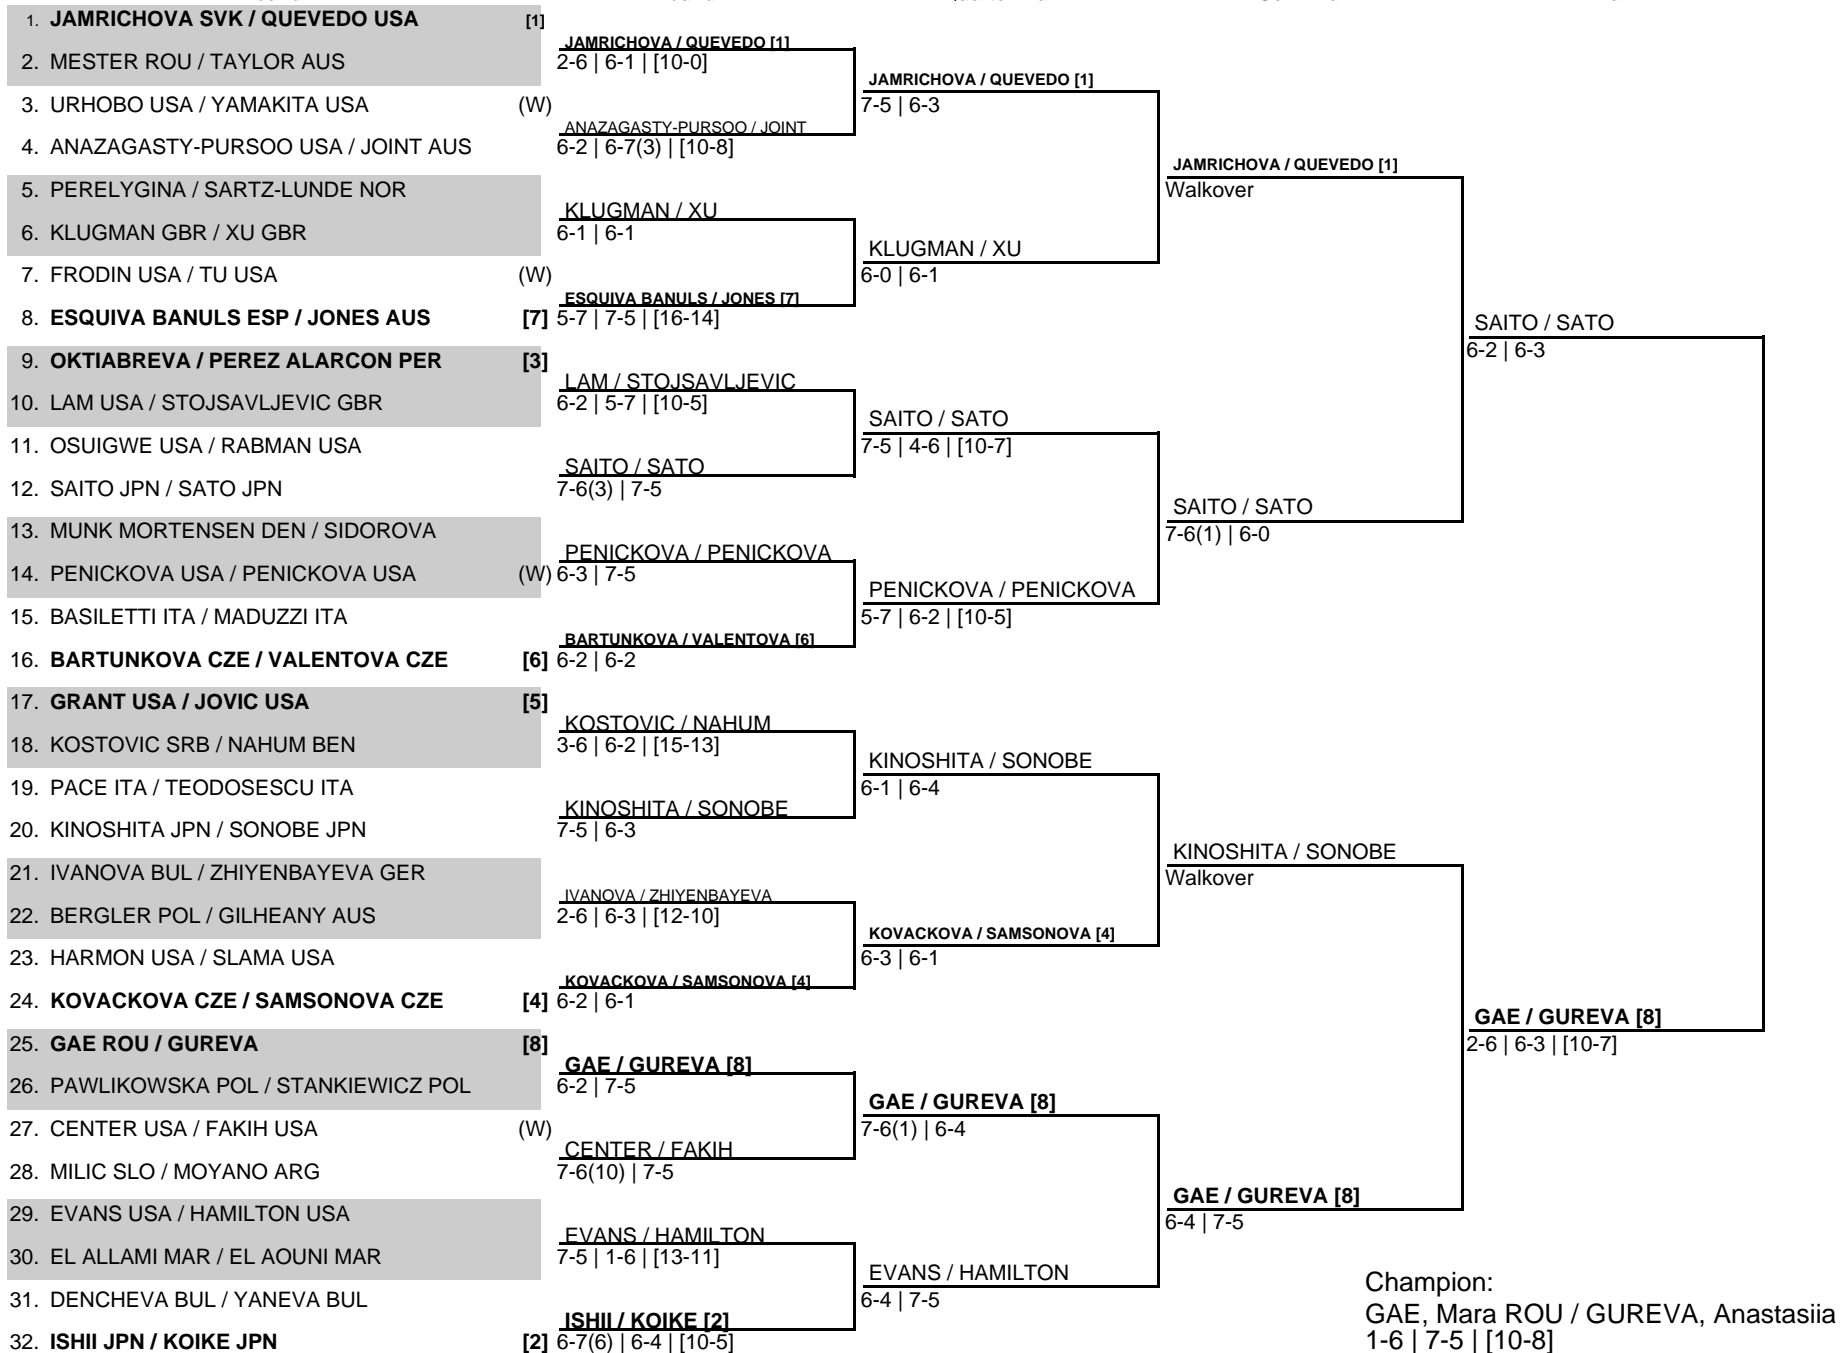 1. JAMRICHOVA SVK / QUEVEDO USA [1]
2. MESTER ROU / TAYLOR AUS
3. URHOBO USA / YAMAKITA USA (W)
4. ANAZAGASTY-PURSOO USA / JOINT AUS
5. PERELYGINA / SARTZ-LUNDE NOR
6. KLUGMAN GBR / XU GBR
7. FRODIN USA / TU USA (W)
8. ESQUIVA BANULS ESP / JONES AUS [7]
9. OKTIABREVA / PEREZ ALARCON PER [3]
10. LAM USA / STOJSAVLJEVIC GBR
11. OSUIGWE USA / RABMAN USA
12. SAITO JPN / SATO JPN
13. MUNK MORTENSEN DEN / SIDOROVA
14. PENICKOVA USA / PENICKOVA USA (W)
15. BASILETTI ITA / MADUZZI ITA
16. BARTUNKOVA CZE / VALENTOVA CZE [6]
17. GRANT USA / JOVIC USA [5]
18. KOSTOVIC SRB / NAHUM BEN
19. PACE ITA / TEODOSESCU ITA
20. KINOSHITA JPN / SONOBE JPN
21. IVANOVA BUL / ZHIYENBAYEVA GER
22. BERGLER POL / GILHEANY AUS
23. HARMON USA / SLAMA USA
24. KOVACKOVA CZE / SAMSONOVA CZE [4]
25. GAE ROU / GUREVA [8]
26. PAWLIKOWSKA POL / STANKIEWICZ POL
27. CENTER USA / FAKIH USA (W)
28. MILIC SLO / MOYANO ARG
29. EVANS USA / HAMILTON USA
30. EL ALLAMI MAR / EL AOUNI MAR
31. DENCHEVA BUL / YANEVA BUL
32. ISHII JPN / KOIKE JPN [2]
JAMRICHOVA / QUEVEDO [1]
2-6 | 6-1 | [10-0]
ANAZAGASTY-PURSOO / JOINT
6-2 | 6-7(3) | [10-8]
KLUGMAN / XU
6-1 | 6-1
ESQUIVA BANULS / JONES [7]
5-7 | 7-5 | [16-14]
LAM / STOJSAVLJEVIC
6-2 | 5-7 | [10-5]
SAITO / SATO
7-6(3) | 7-5
PENICKOVA / PENICKOVA
6-3 | 7-5
BARTUNKOVA / VALENTOVA [6]
6-2 | 6-2
KOSTOVIC / NAHUM
3-6 | 6-2 | [15-13]
KINOSHITA / SONOBE
7-5 | 6-3
IVANOVA / ZHIYENBAYEVA
2-6 | 6-3 | [12-10]
KOVACKOVA / SAMSONOVA [4]
6-2 | 6-1
GAE / GUREVA [8]
6-2 | 7-5
CENTER / FAKIH
7-6(10) | 7-5
EVANS / HAMILTON
7-5 | 1-6 | [13-11]
ISHII / KOIKE [2]
6-7(6) | 6-4 | [10-5]
JAMRICHOVA / QUEVEDO [1]
7-5 | 6-3
KLUGMAN / XU
6-0 | 6-1
SAITO / SATO
7-5 | 4-6 | [10-7]
PENICKOVA / PENICKOVA
5-7 | 6-2 | [10-5]
KINOSHITA / SONOBE
6-1 | 6-4
KOVACKOVA / SAMSONOVA [4]
6-3 | 6-1
GAE / GUREVA [8]
7-6(1) | 6-4
EVANS / HAMILTON
6-4 | 7-5
JAMRICHOVA / QUEVEDO [1]
Walkover
SAITO / SATO
7-6(1) | 6-0
KINOSHITA / SONOBE
Walkover
GAE / GUREVA [8]
6-4 | 7-5
SAITO / SATO
6-2 | 6-3
GAE / GUREVA [8]
2-6 | 6-3 | [10-7]
Champion:
GAE, Mara ROU / GUREVA, Anastasiia
1-6 | 7-5 | [10-8]